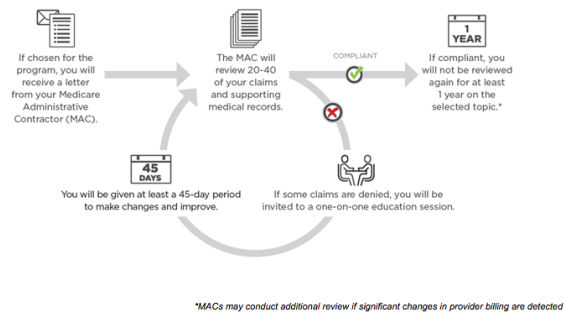 If chosen for the
program, you will
receive a letter
from your Medicare
Administrative
Contractor (MAC).
The MAC will
review 20-40
of your claims
and supporting
medical records.
COMPLIANT
1
YEAR
If compliant, you
will not be reviewed
again for at least
1 year on the
selected topic.*
45
DAYS
You will be given at least a 45-day period
to make changes and improve.
If some claims are denied, you will be
invited to a one-on-one education session.
*MACs may conduct additional review if significant changes in provider billing are detected